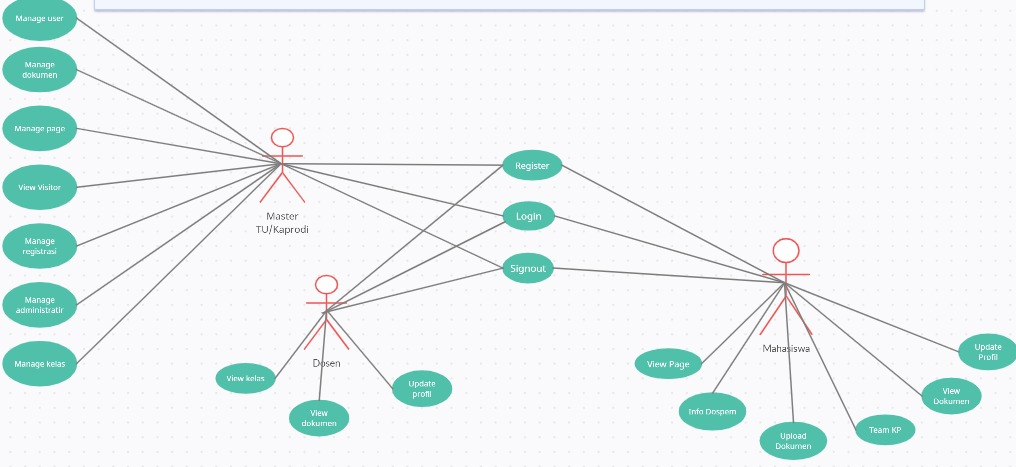 Manage user
Manage
dokumen
Manage page
View Visitor
Manage
registrasi
Manage
administratir
Manage kelas
Master
TU/Kaprodi
Register
Login
Signout
Dosen
View kelas
View
dokumen
Update
profil
Mahasiswa
View Page
Info Dospem
Upload
Dokumen
Team KP
View
Dokumen
Update
Profil